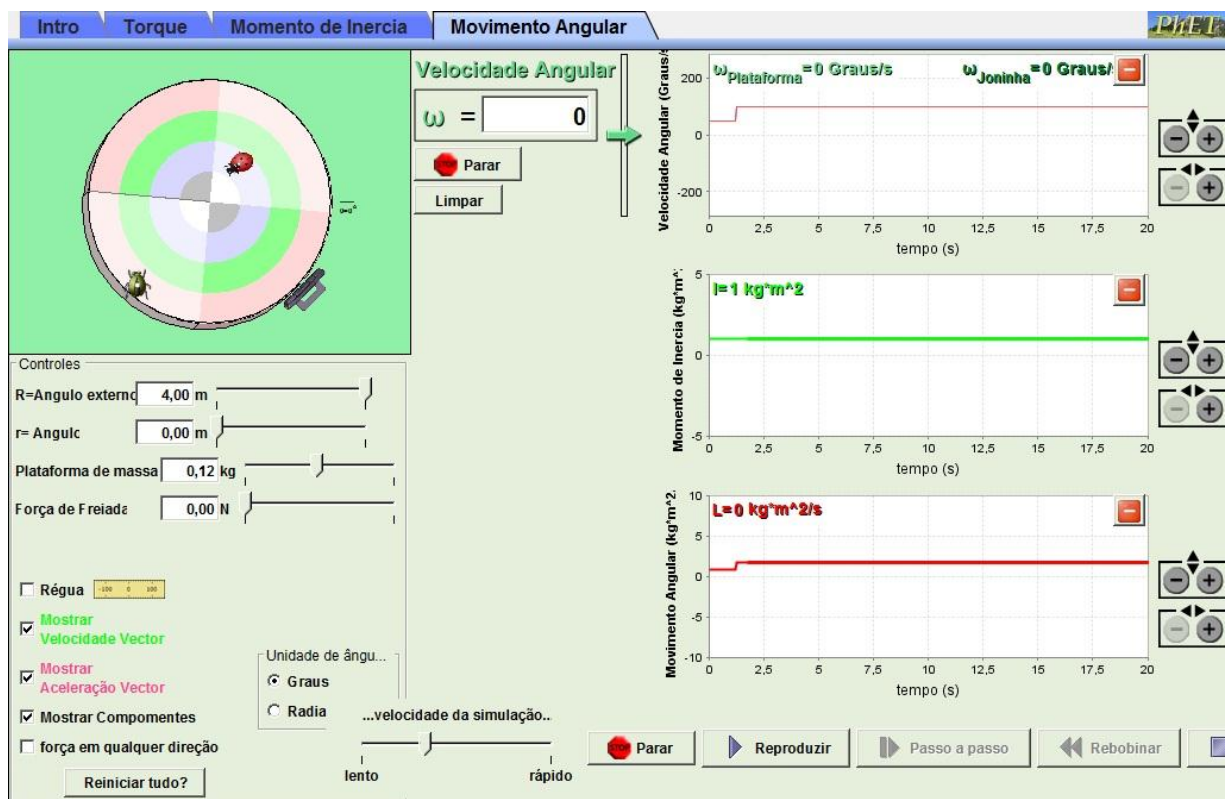 Intro
Torque
Momento de Inercia
Movimento Angular
PhET
Velocidade Angular
ω = 0
STOP Parar
Limpar
Velocidade Angular (Graus/s
ω Plataforma =0 Graus/s
ω Joninha =0 Graus/
200
0
-200
0 2,5 5 7,5 10 12,5 15 17,5 20
tempo (s)
Momento de Inercia (kg*m^
I=1 kg*m^2
5
0
-5
0 2,5 5 7,5 10 12,5 15 17,5 20
tempo (s)
Movimento Angular (kg*m^2.
L=0 kg*m^2/s
10
5
0
-5
-10
0 2,5 5 7,5 10 12,5 15 17,5 20
tempo (s)
Controles
R=Angulo externo 4,00 m
r= Angulo 0,00 m
Plataforma de massa 0,12 kg
Força de Freiada 0,00 N
Régua -100 0 100
Mostrar
Velocidade Vector
Mostrar
Aceleração Vector
Mostrar Compomentes
força em qualquer direção
Reiniciar tudo?
Unidade de ângu...
Graus
Radia
...velocidade da simulação..
lento rápido
STOP Parar
Reproduzir
Passo a passo
Rebobinar